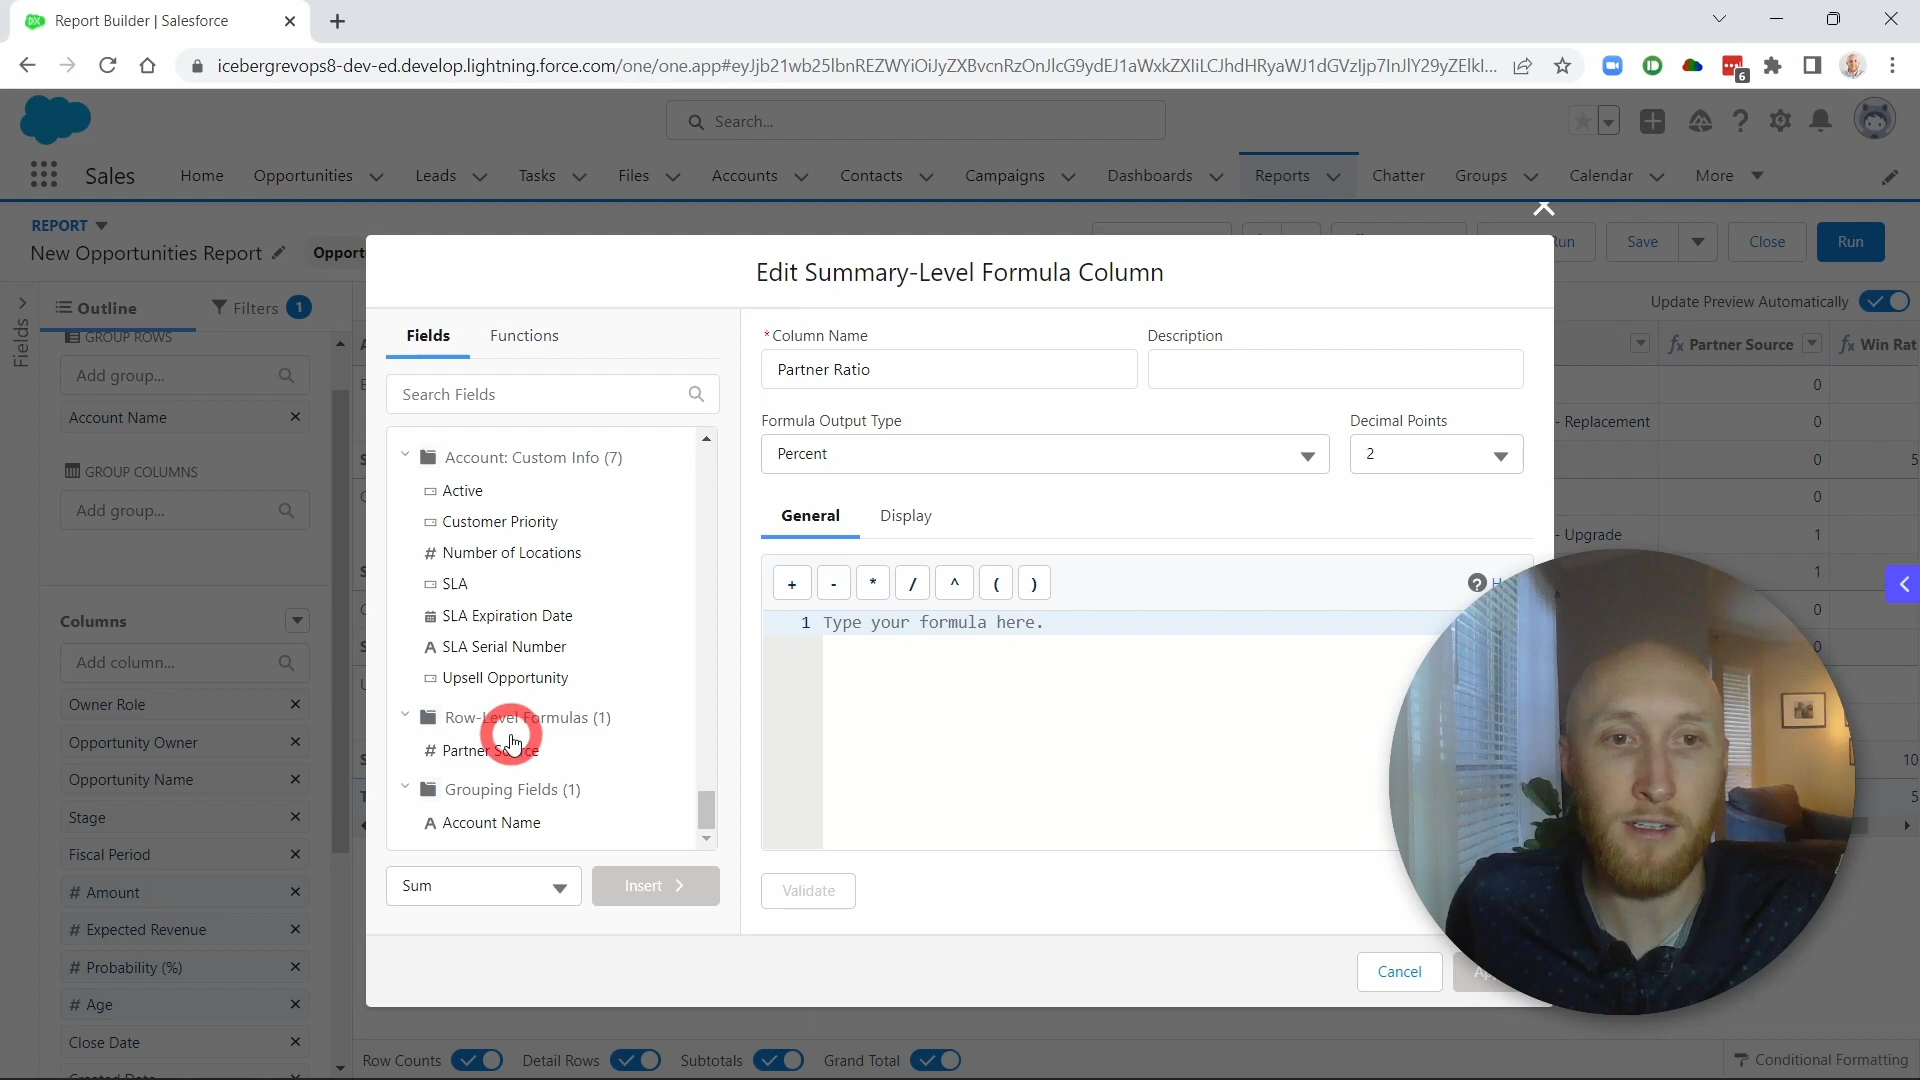 Report Builder | Salesforce
icebergrevops8-dev-ed.develop.lightning.force.com/one/one.app#eyJjb21wb25lbnREZWYiOiJyZXBvcnRzOnJlcG9ydEJ1aWxkZXIiLCJhdHRyaWJ1dGVzIjp7InJlY29yZElkI...
6
Search...
Sales
Home
Opportunities
Leads
Tasks
Files
Accounts
Contacts
Campaigns
Dashboards
Reports
Chatter
Groups
Calendar
More
REPORT
New Opportunities Report
Opport
Save
Close
Run
Fields
Outline
Filters 1
Update Preview Automatically
GROUP ROWS
Add group...
Account Name
GROUP COLUMNS
Add group...
Columns
Add column...
Owner Role
Opportunity Owner
Opportunity Name
Stage
Fiscal Period
# Amount
# Expected Revenue
# Probability (%)
# Age
Close Date
Edit Summary-Level Formula Column
Fields
Functions
Search Fields
Account: Custom Info (7)
Active
Customer Priority
# Number of Locations
SLA
SLA Expiration Date
A SLA Serial Number
Upsell Opportunity
Row-Level Formulas (1)
# Partner Source
Grouping Fields (1)
A Account Name
Sum
Insert
* Column Name
Partner Ratio
Description
Formula Output Type
Percent
Decimal Points
2
General
Display
+ - * / ^ ( )
1 Type your formula here.
Validate
Cancel
fx Partner Source
fx Win Rat
0
- Replacement 0
0 5
0
- Upgrade 1
1
0
0
10
5
Row Counts
Detail Rows
Subtotals
Grand Total
Conditional Formatting